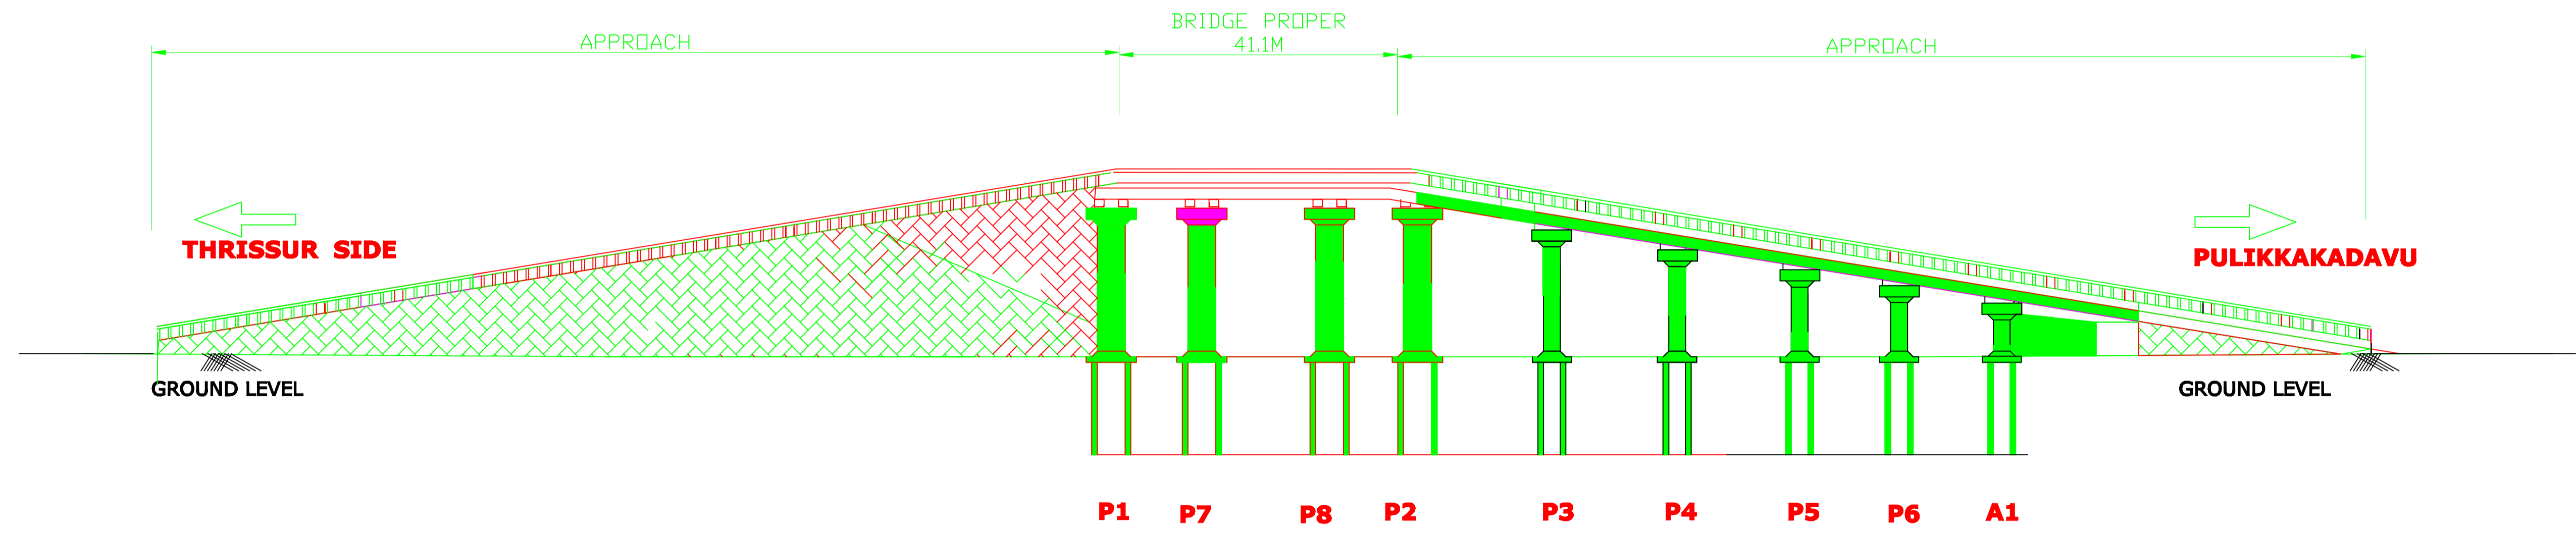 BRIDGE PROPER
41.1M
APPROACH
APPROACH
THRISSUR SIDE
PULIKKAKADAVU
GROUND LEVEL
GROUND LEVEL
P1
P7
P8
P2
P3
P4
P5
P6
A1